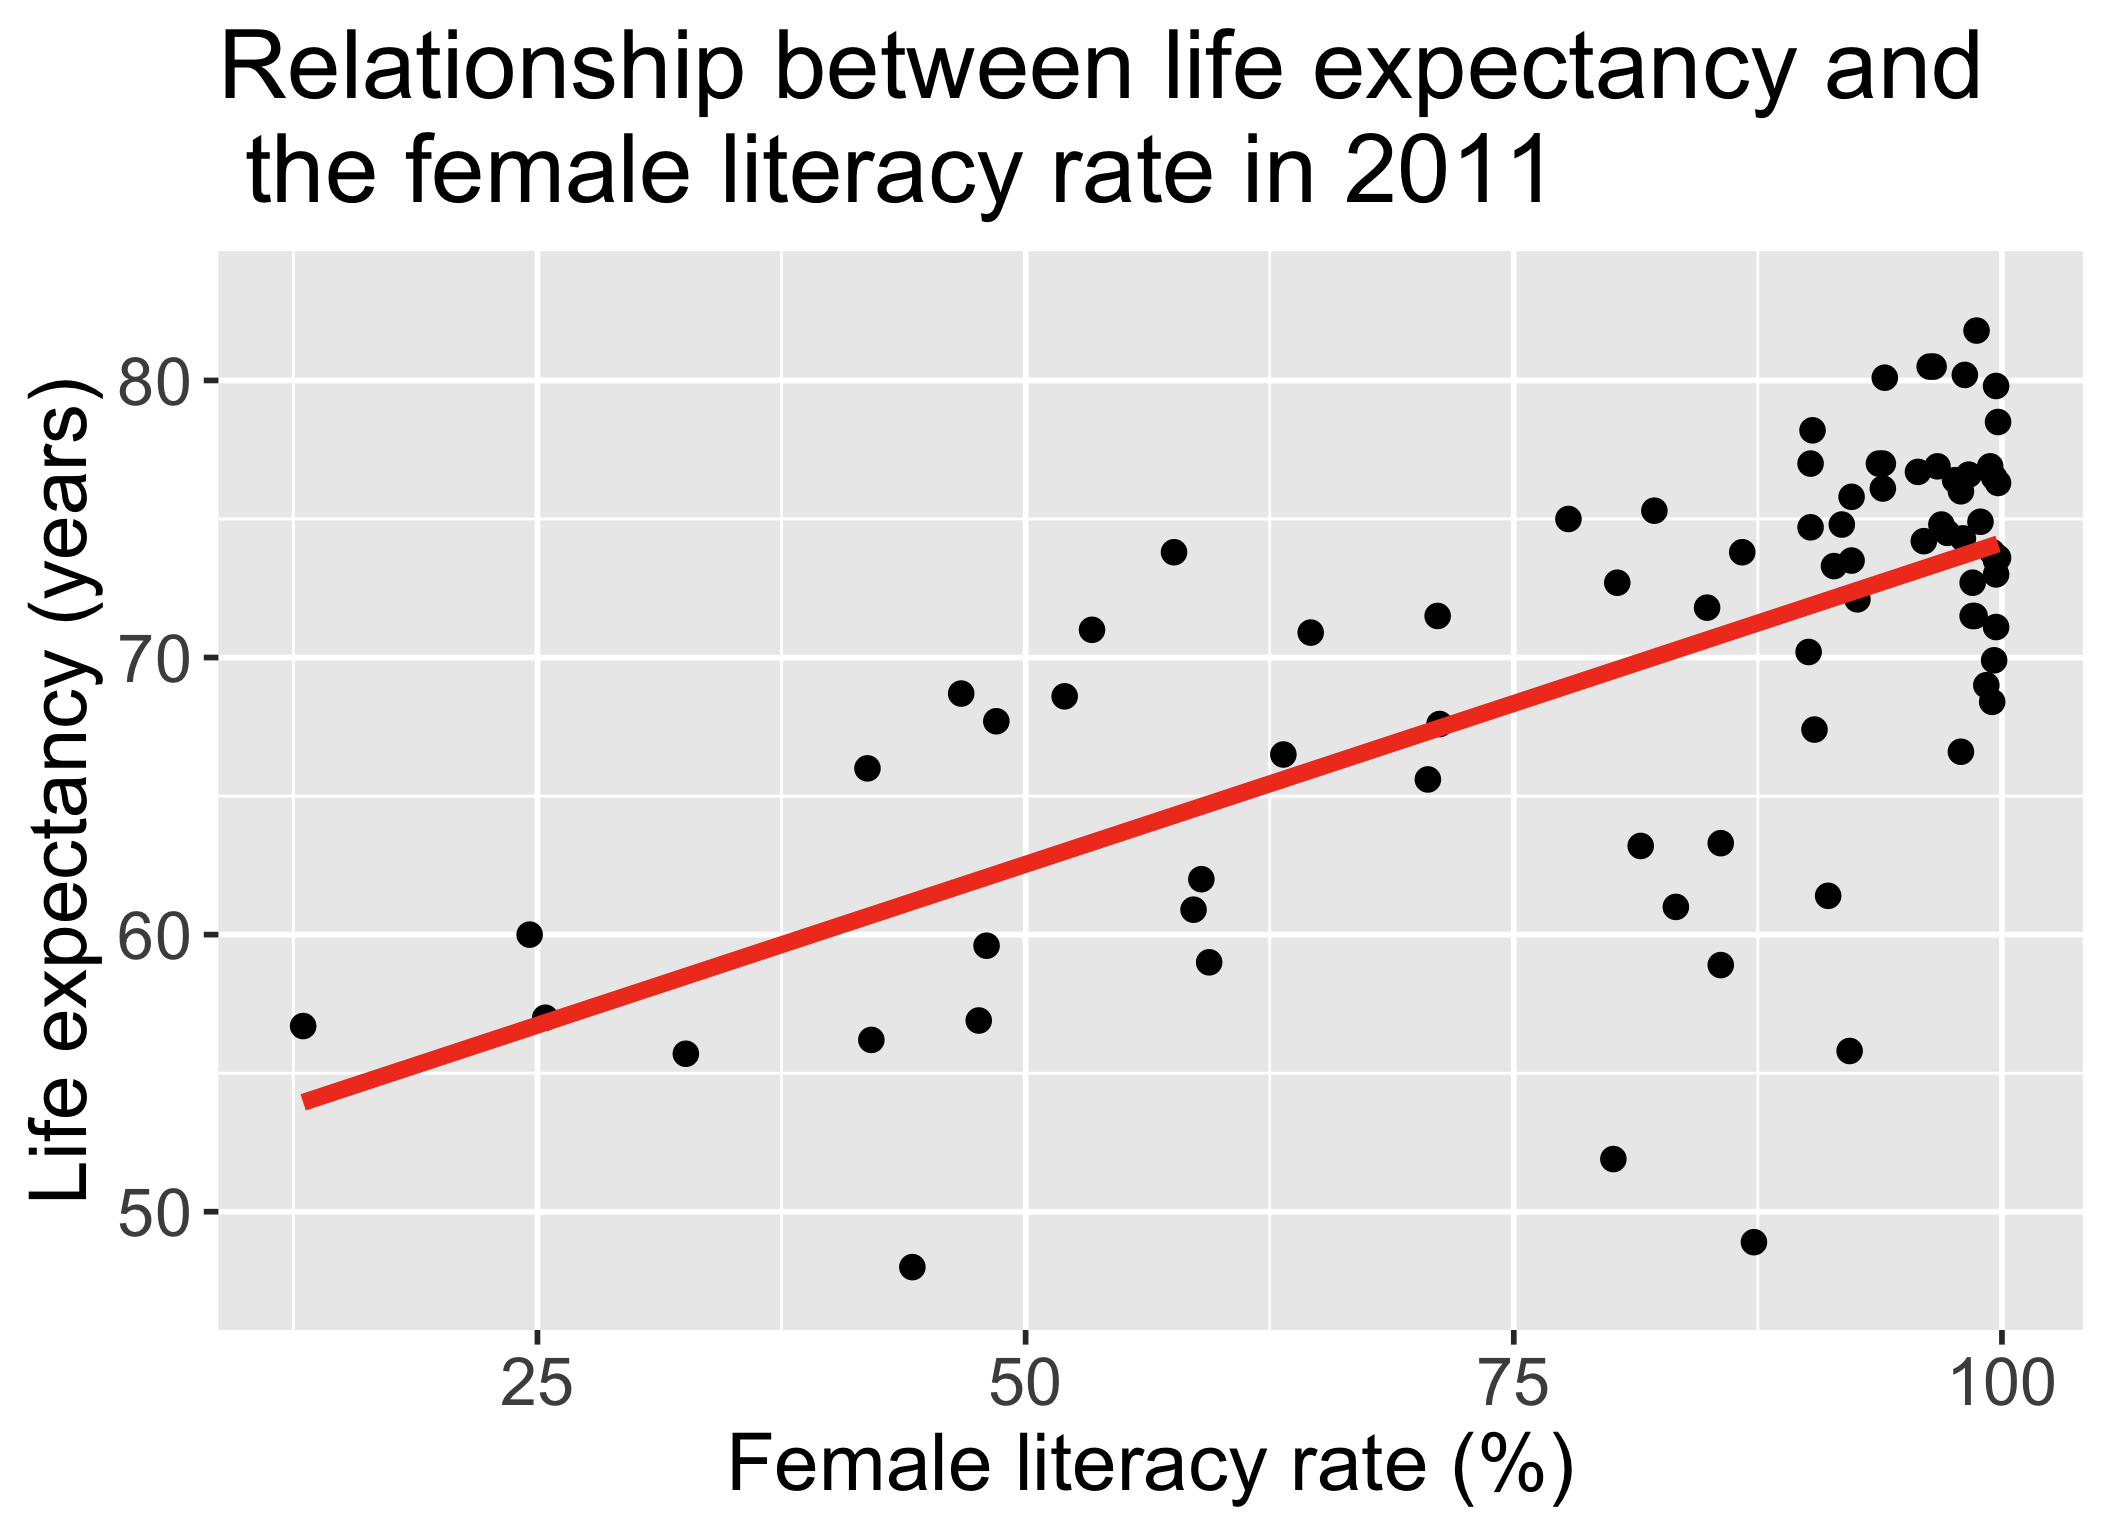 Relationship between life expectancy and
the female literacy rate in 2011
Life expectancy (years)
80
70
60
50
25 50 75 100
Female literacy rate (%)